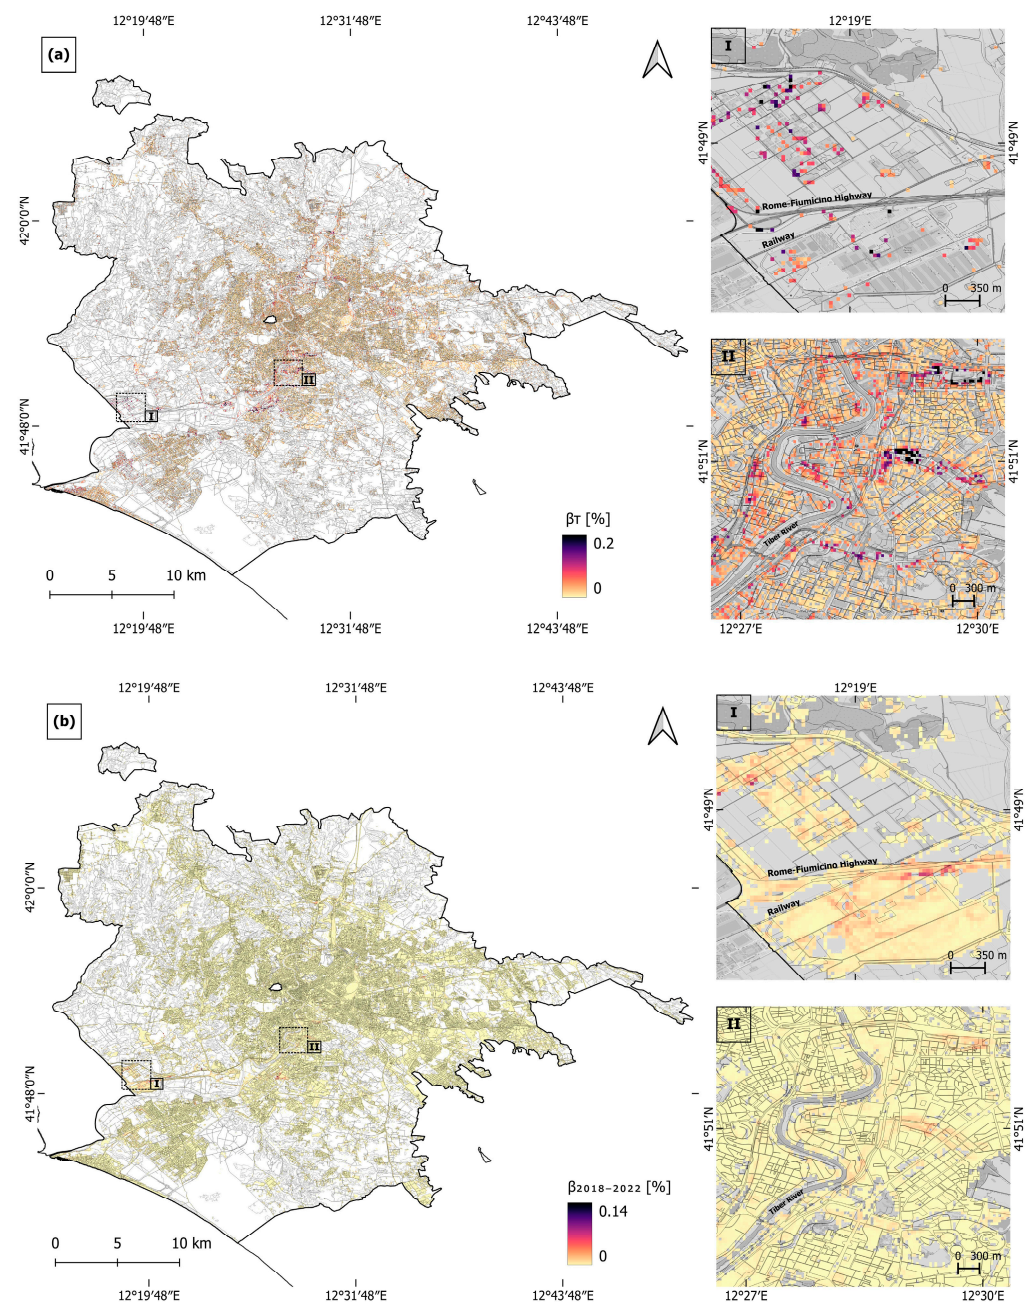 12°19′48″E 12°31′48″E 12°43′48″E 12°19′E
(a)
I
42°0′0″N
41°49′N 41°49′N
Rome-Fiumicino Highway
Railway
0 350 m
II
I
41°48′0″N
βT [%]
0.2
0
0 5 10 km
II
41°51′N 41°51′N
Tiber River
0 300 m
12°19′48″E 12°31′48″E 12°43′48″E 12°27′E 12°30′E
12°19′48″E 12°31′48″E 12°43′48″E 12°19′E
(b)
I
42°0′0″N
41°49′N 41°49′N
Rome-Fiumicino Highway
Railway
0 350 m
II
I
41°48′0″N
β2018–2022 [%]
0.14
0
0 5 10 km
II
41°51′N 41°51′N
Tiber River
0 300 m
12°19′48″E 12°31′48″E 12°43′48″E 12°27′E 12°30′E